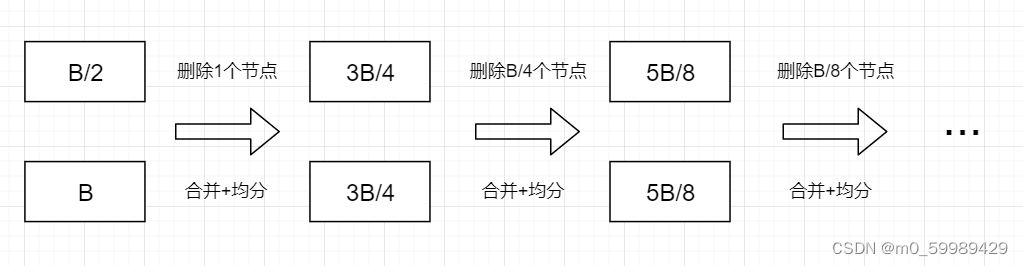 B/2
删除1个节点
3B/4
删除B/4个节点
5B/8
删除B/8个节点
...
B
合并+均分
3B/4
合并+均分
5B/8
合并+均分
CSDN @m0_59989429